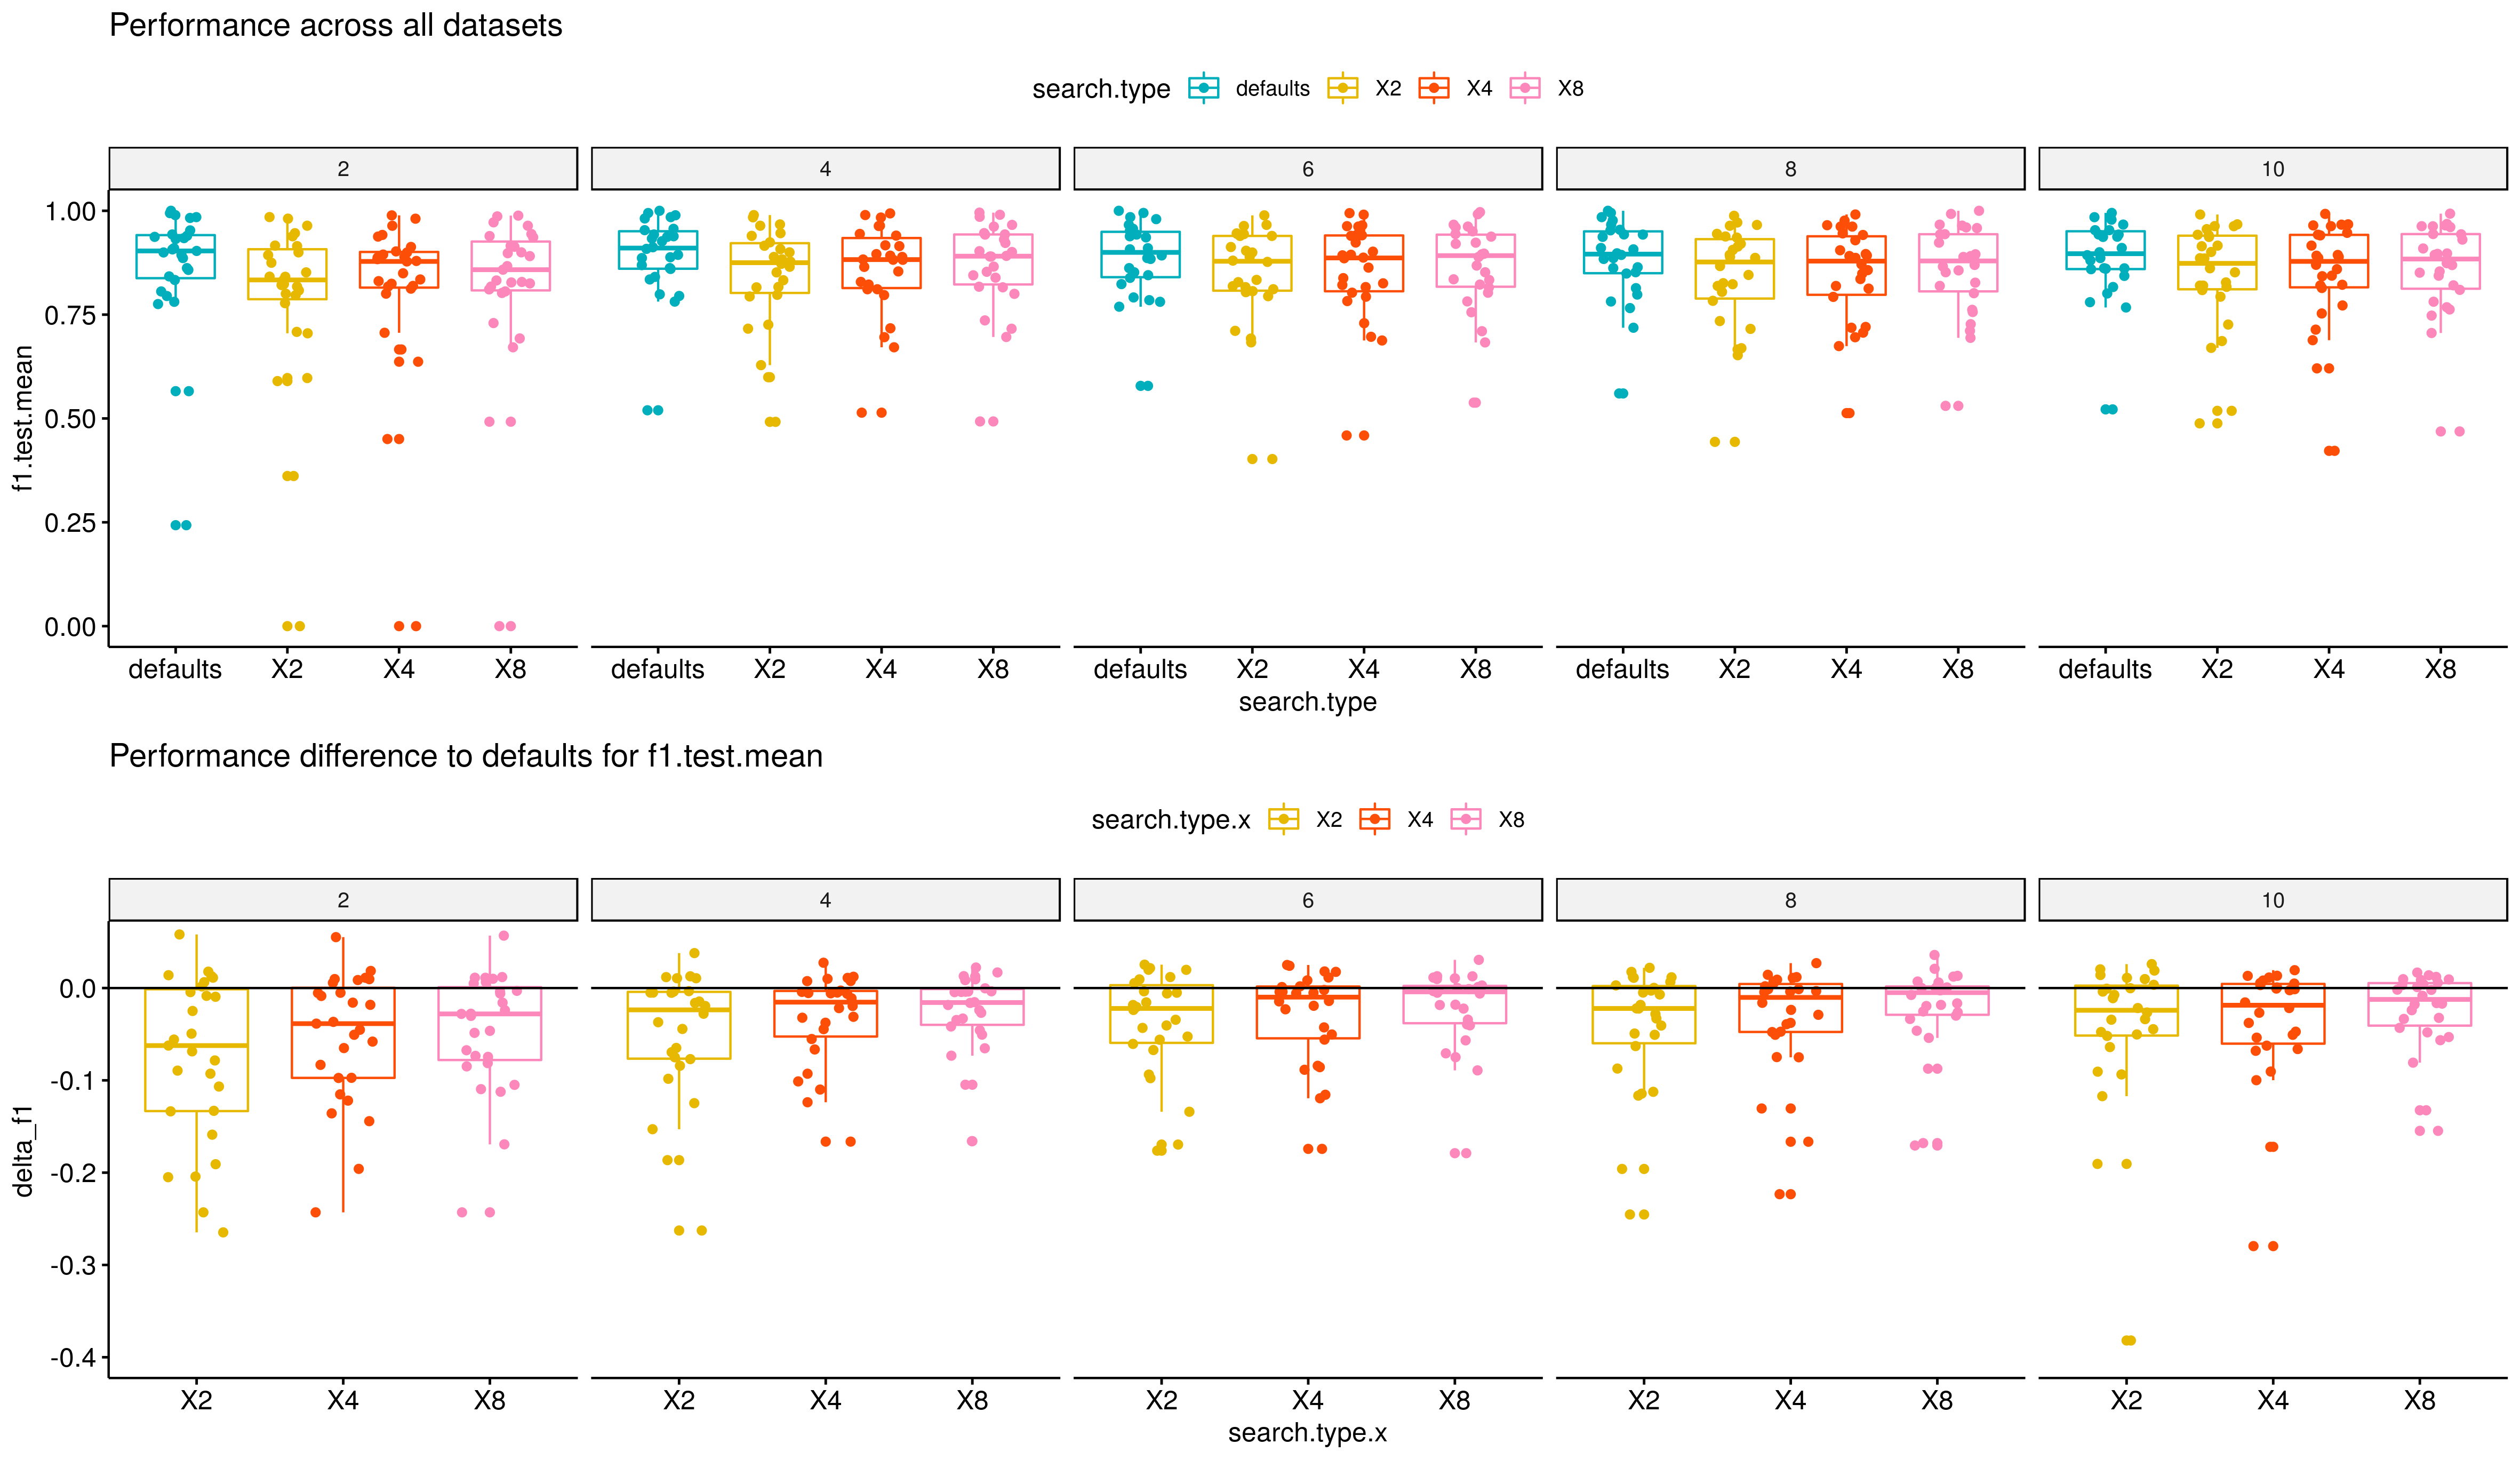 Performance across all datasets
search.type defaults X2 X4 X8
2 4 6 8 10
1.00
0.75
0.50
0.25
0.00
f1.test.mean
defaults X2 X4 X8 defaults X2 X4 X8 defaults X2 X4 X8 defaults X2 X4 X8 defaults X2 X4 X8
search.type
Performance difference to defaults for f1.test.mean
search.type.x X2 X4 X8
2 4 6 8 10
0.0
-0.1
-0.2
-0.3
-0.4
delta_f1
X2 X4 X8 X2 X4 X8 X2 X4 X8 X2 X4 X8 X2 X4 X8
search.type.x